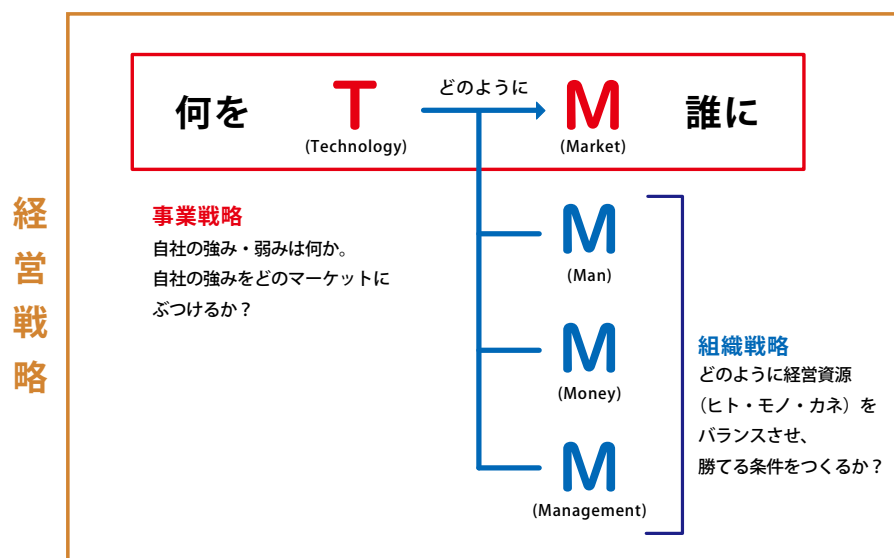 経営戦略
何を
T
(Technology)
どのように
M
(Market)
誰に
事業戦略
自社の強み・弱みは何か。
自社の強みをどのマーケットに
ぶつけるか？
M
(Man)
M
(Money)
M
(Management)
組織戦略
どのように経営資源
（ヒト・モノ・カネ）を
バランスさせ、
勝てる条件をつくるか？